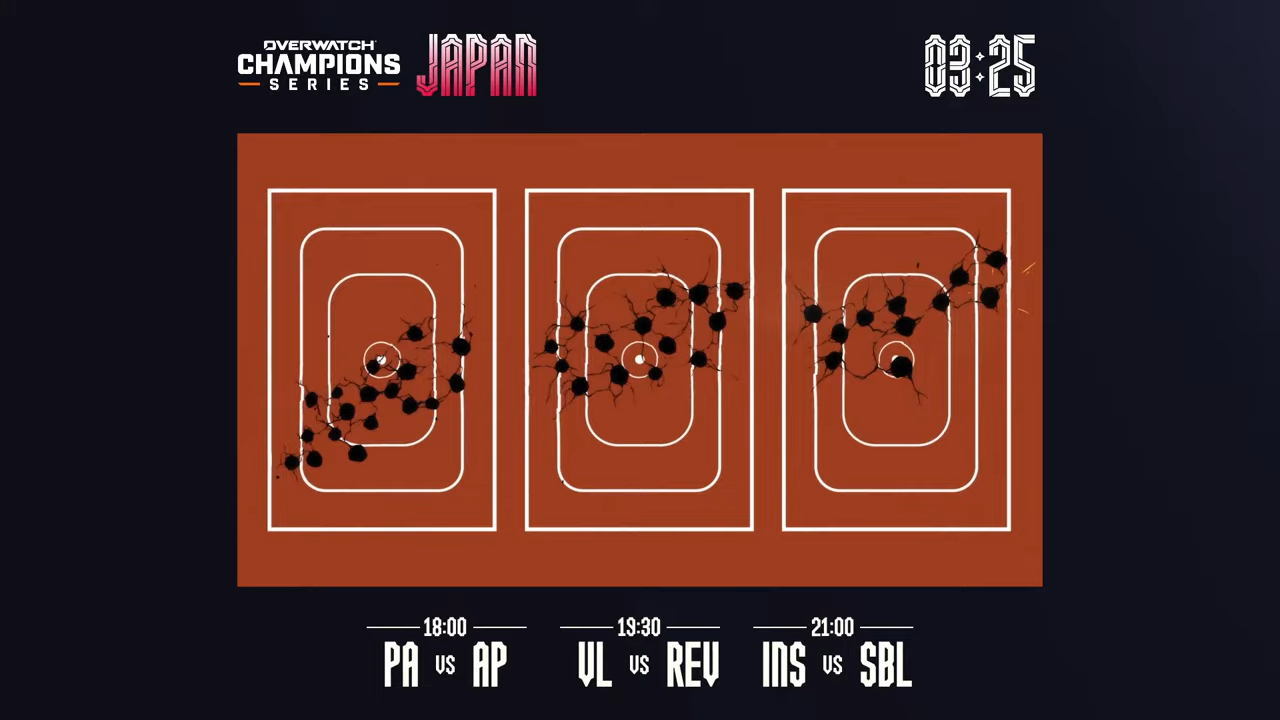 OVERWATCH
CHAMPIONS
SERIES
JAPAN
03:25
18:00
PA VS AP
19:30
VL VS REV
21:00
INS VS SBL